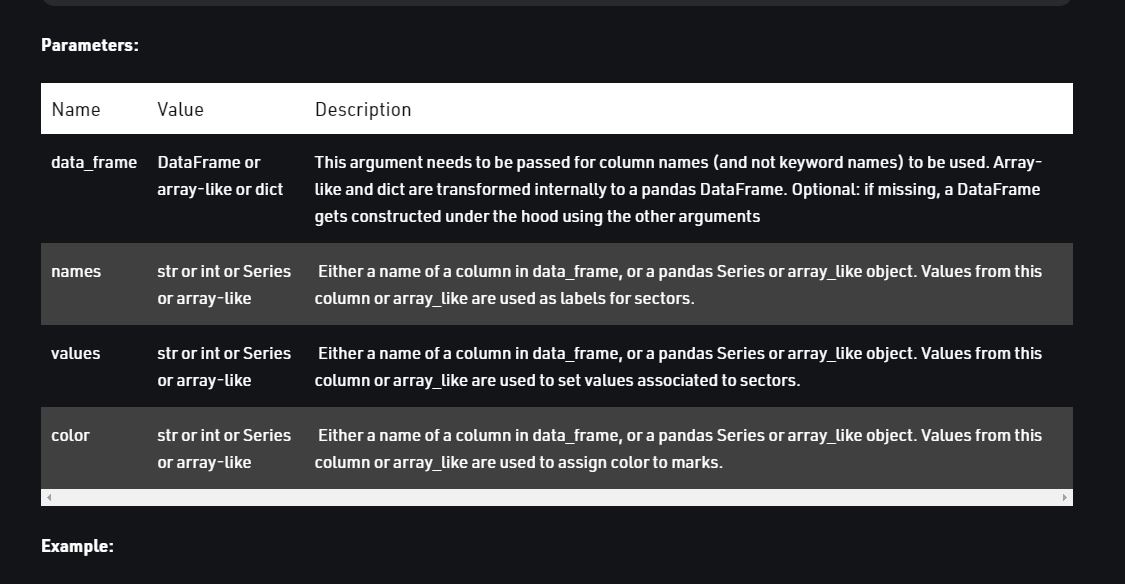 Parameters:
Name Value Description
data_frame DataFrame or This argument needs to be passed for column names (and not keyword names) to be used. Array-
array-like or dict like and dict are transformed internally to a pandas DataFrame. Optional: if missing, a DataFrame
gets constructed under the hood using the other arguments
names str or int or Series Either a name of a column in data_frame, or a pandas Series or array_like object. Values from this
or array-like column or array_like are used as labels for sectors.
values str or int or Series Either a name of a column in data_frame, or a pandas Series or array_like object. Values from this
or array-like column or array_like are used to set values associated to sectors.
color str or int or Series Either a name of a column in data_frame, or a pandas Series or array_like object. Values from this
or array-like column or array_like are used to assign color to marks.
Example: